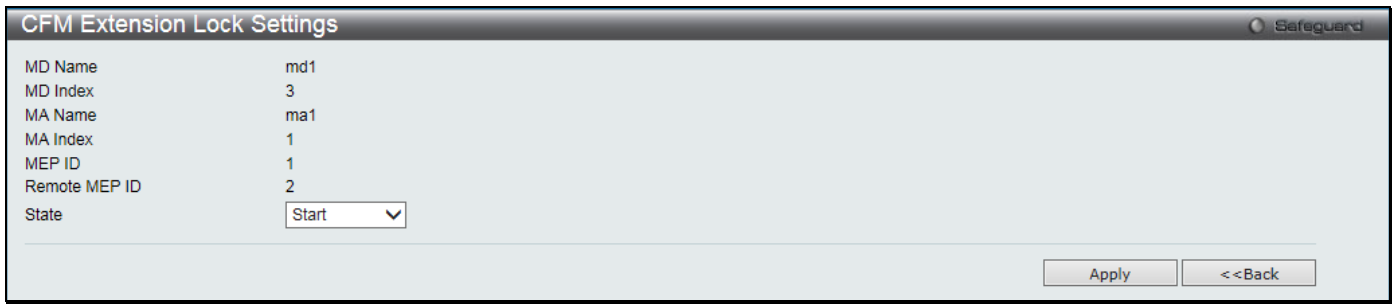 CFM Extension Lock Settings Safeguard
MD Name md1
MD Index 3
MA Name ma1
MA Index 1
MEP ID 1
Remote MEP ID 2
State Start
Apply <<Back